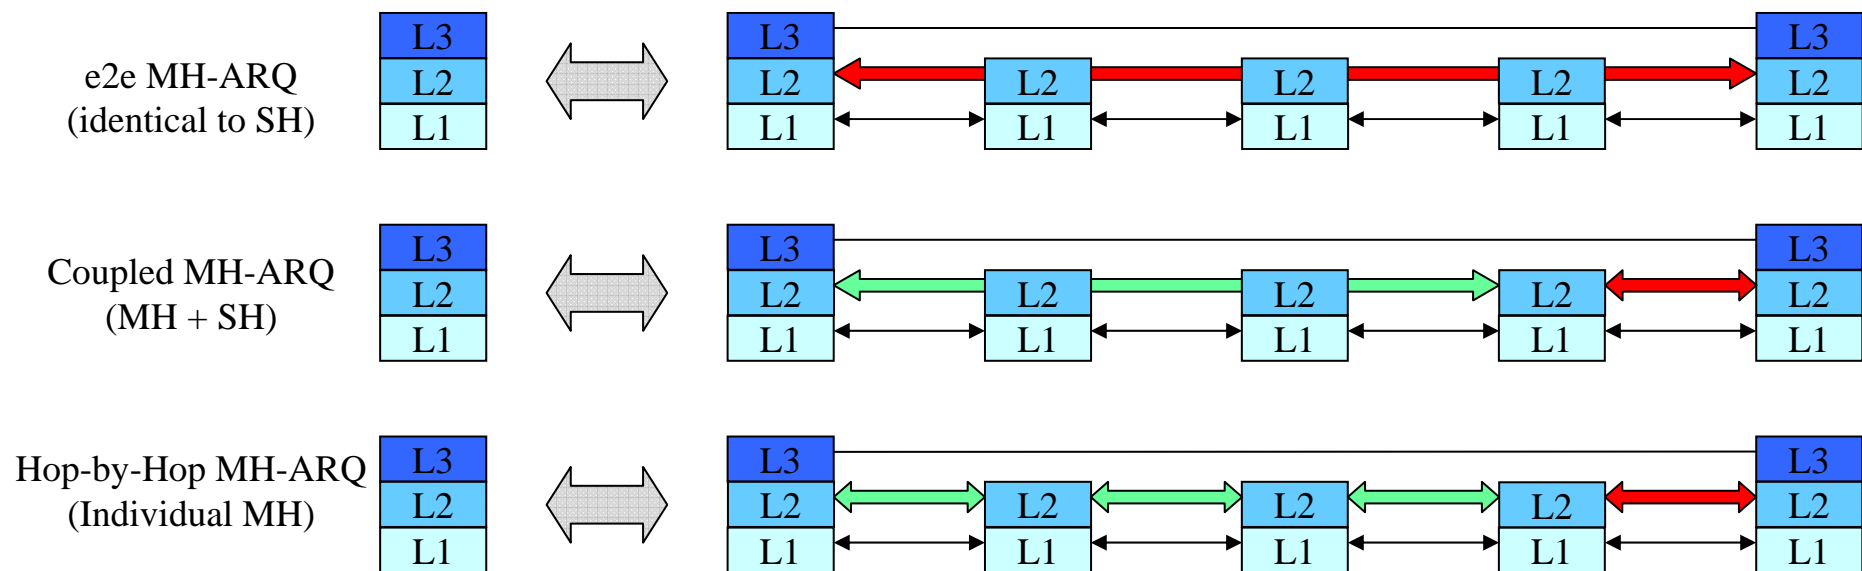 e2e MH-ARQ
(identical to SH)
L3
L2
L1
L3
L2
L1
L2
L1
L2
L1
L2
L1
L3
L2
L1
Coupled MH-ARQ
(MH + SH)
L3
L2
L1
L3
L2
L1
L2
L1
L2
L1
L2
L1
L3
L2
L1
Hop-by-Hop MH-ARQ
(Individual MH)
L3
L2
L1
L3
L2
L1
L2
L1
L2
L1
L2
L1
L3
L2
L1